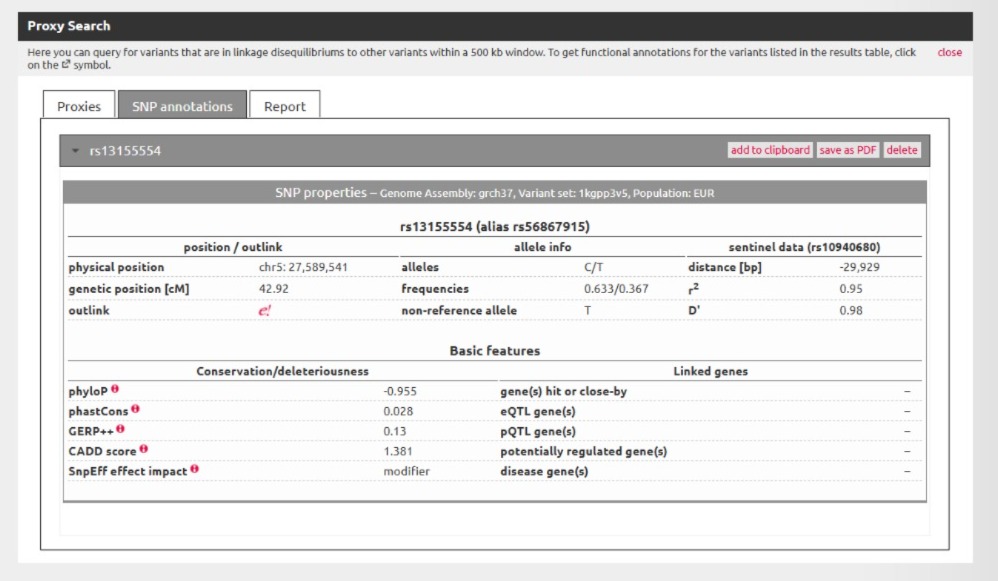 Proxy Search
Here you can query for variants that are in linkage disequilibriums to other variants within a 500 kb window. To get functional annotations for the variants listed in the results table, click close
on the symbol.
Proxies SNP annotations Report
rs13155554 add to clipboard save as PDF delete
SNP properties – Genome Assembly: grch37, Variant set: 1kgpp3v5, Population: EUR
rs13155554 (alias rs56867915)
position / outlink allele info sentinel data (rs10940680)
physical position chr5: 27,589,541 alleles C/T distance [bp] -29,929
genetic position [cM] 42.92 frequencies 0.633/0.367 r² 0.95
outlink e! non-reference allele T D' 0.98
Basic features
Conservation/deleteriousness Linked genes
phyloP -0.955 gene(s) hit or close-by –
phastCons 0.028 eQTL gene(s) –
GERP++ 0.13 pQTL gene(s) –
CADD score 1.381 potentially regulated gene(s) –
SnpEff effect impact modifier disease gene(s) –